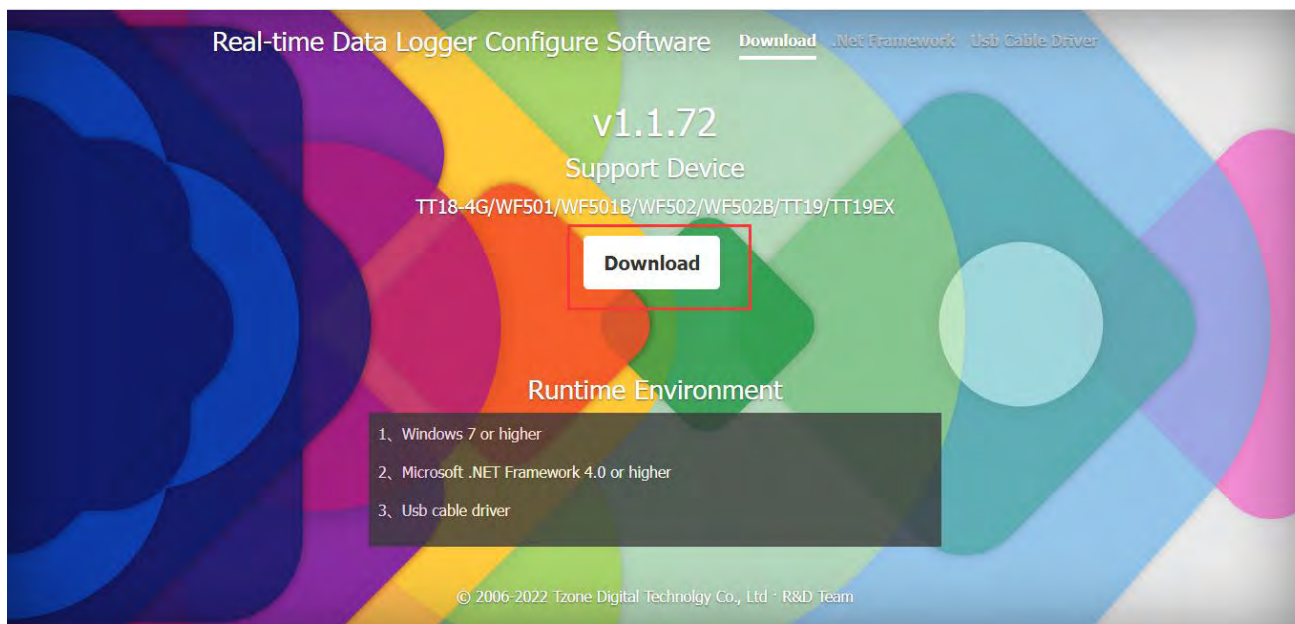 Real-time Data Logger Configure Software Download .Net Framework Usb Cable Driver
v1.1.72
Support Device
TT18-4G/WF501/WF501B/WF502/WF502B/TT19/TT19EX
Download
Runtime Environment
1、Windows 7 or higher
2、Microsoft .NET Framework 4.0 or higher
3、Usb cable driver
© 2006-2022 Tzone Digital Technolgy Co., Ltd · R&D Team